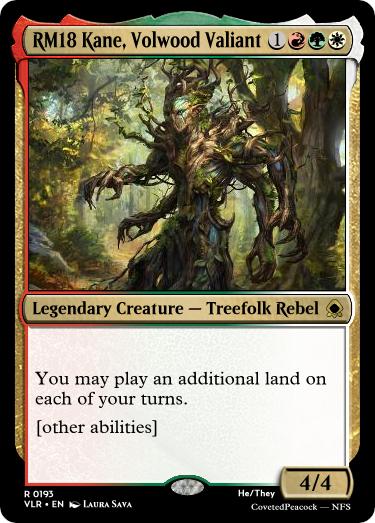 RM18 Kane, Volwood Valiant 1
Legendary Creature — Treefolk Rebel
You may play an additional land on
each of your turns.
[other abilities]
4/4
R 0193
He/They
VLR • EN Laura Sava
CovetedPeacock — NFS